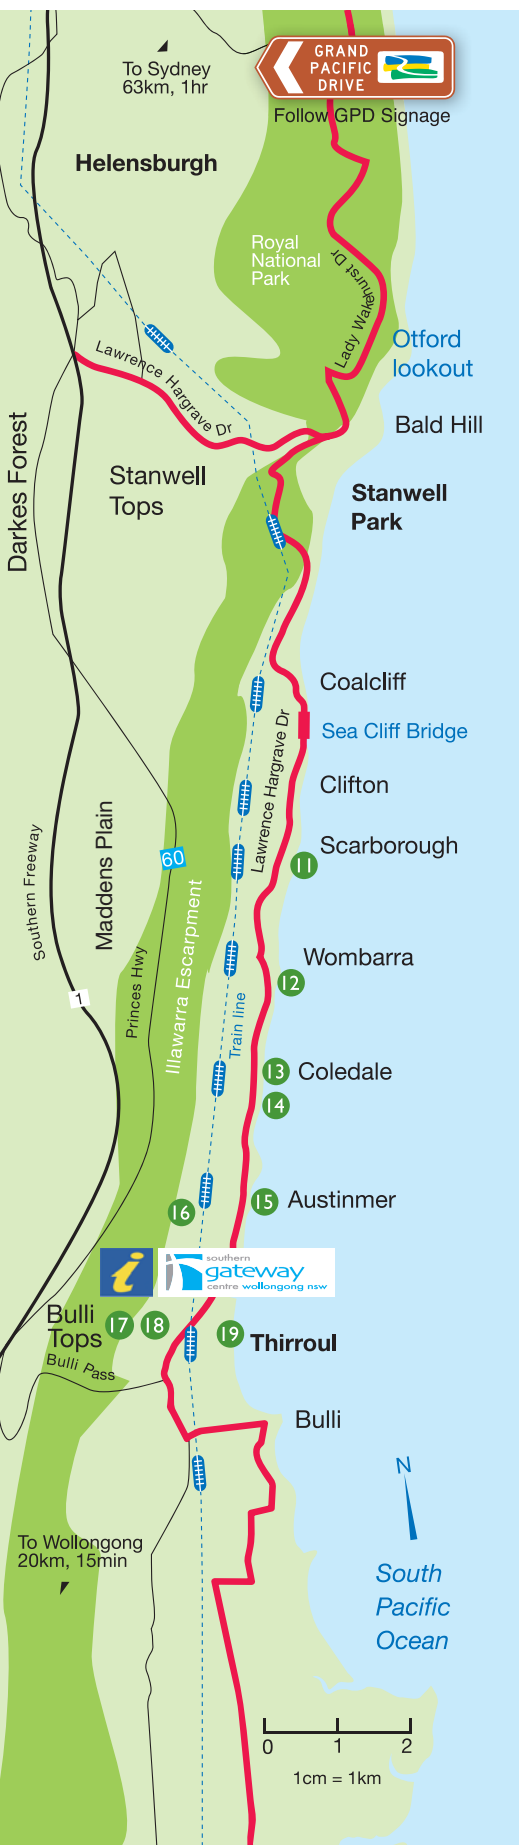 To Sydney
63km, 1hr
GRAND
PACIFIC
DRIVE
Follow GPD Signage
Helensburgh
Royal
National
Park
Lady Wakehurst Dr
Otford
lookout
Lawrence Hargrave Dr
Bald Hill
Darkes Forest
Stanwell
Tops
Stanwell
Park
Coalcliff
Lawrence Hargrave Dr
Sea Cliff Bridge
Clifton
Southern Freeway
Maddens Plain
60
Scarborough
11
Illawarra Escarpment
Wombarra
12
1
Princes Hwy
Train line
13
Coledale
14
16
15
Austinmer
i
southern
gateway
centre wollongong nsw
Bulli
Tops
17
18
19
Thirroul
Bulli Pass
Bulli
N
To Wollongong
20km, 15min
South
Pacific
Ocean
0 1 2
1cm = 1km